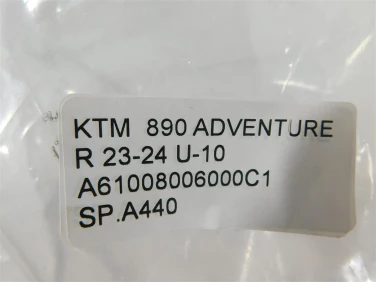 KTM 890 ADVENTURE
R 23-24 U-10
A61008006000C1
SP.A440